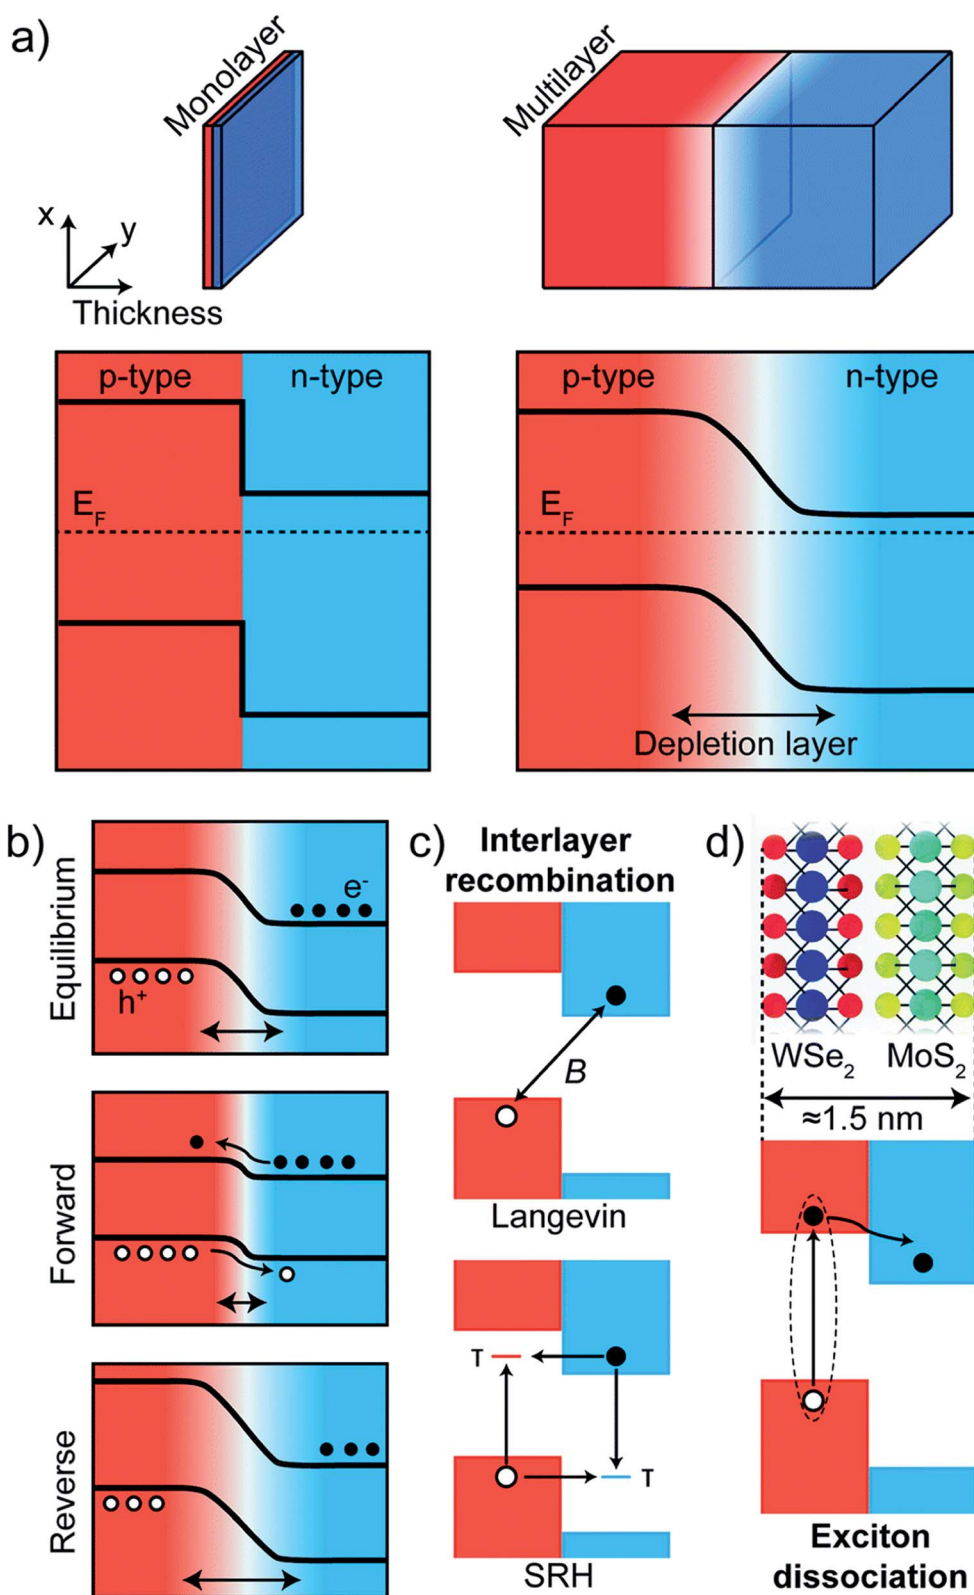 a)
Monolayer
Multilayer
x
y
Thickness
p-type
n-type
E_F
p-type
n-type
E_F
Depletion layer
b)
Equilibrium
e⁻
h⁺
Forward
Reverse
c)
Interlayer
recombination
B
Langevin
T
T
SRH
d)
WSe₂
MoS₂
≈1.5 nm
Exciton
dissociation